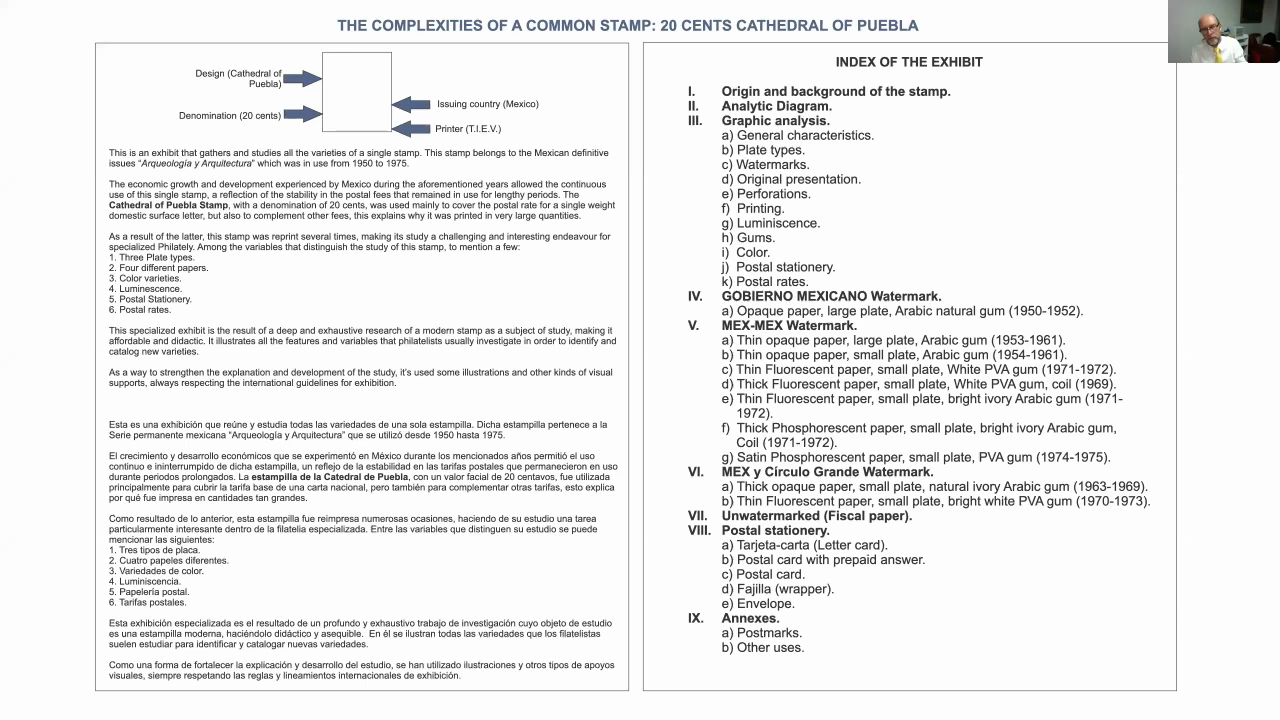 THE COMPLEXITIES OF A COMMON STAMP: 20 CENTS CATHEDRAL OF PUEBLA
Design (Cathedral of
Puebla)
Denomination (20 cents)
Issuing country (Mexico)
Printer (T.I.E.V.)
This is an exhibit that gathers and studies all the varieties of a single stamp. This stamp belongs to the Mexican definitive
issues “Arqueología y Arquitectura” which was in use from 1950 to 1975.
The economic growth and development experienced by Mexico during the aforementioned years allowed the continuous
use of this single stamp, a reflection of the stability in the postal fees that remained in use for lengthy periods. The
Cathedral of Puebla Stamp, with a denomination of 20 cents, was used mainly to cover the postal rate for a single weight
domestic surface letter, but also to complement other fees, this explains why it was printed in very large quantities.
As a result of the latter, this stamp was reprint several times, making its study a challenging and interesting endeavour for
specialized Philately. Among the variables that distinguish the study of this stamp, to mention a few:
1. Three Plate types.
2. Four different papers.
3. Color varieties.
4. Luminescence.
5. Postal Stationery.
6. Postal rates.
This specialized exhibit is the result of a deep and exhaustive research of a modern stamp as a subject of study, making it
affordable and didactic. It illustrates all the features and variables that philatelists usually investigate in order to identify and
catalog new varieties.
As a way to strengthen the explanation and development of the study, it’s used some illustrations and other kinds of visual
supports, always respecting the international guidelines for exhibition.
Esta es una exhibición que reúne y estudia todas las variedades de una sola estampilla. Dicha estampilla pertenece a la
Serie permanente mexicana “Arqueología y Arquitectura” que se utilizó desde 1950 hasta 1975.
El crecimiento y desarrollo económicos que se experimentó en México durante los mencionados años permitió el uso
continuo e ininterrumpido de dicha estampilla, un reflejo de la estabilidad en las tarifas postales que permanecieron en uso
durante periodos prolongados. La estampilla de la Catedral de Puebla, con un valor facial de 20 centavos, fue utilizada
principalmente para cubrir la tarifa base de una carta nacional, pero también para complementar otras tarifas, esto explica
por qué fue impresa en cantidades tan grandes.
Como resultado de lo anterior, esta estampilla fue reimpresa numerosas ocasiones, haciendo de su estudio una tarea
particularmente interesante dentro de la filatelia especializada. Entre las variables que distinguen su estudio se puede
mencionar las siguientes:
1. Tres tipos de placa.
2. Cuatro papeles diferentes.
3. Variedades de color.
4. Luminiscencia.
5. Papelería postal.
6. Tarifas postales.
Esta exhibición especializada es el resultado de un profundo y exhaustivo trabajo de investigación cuyo objeto de estudio
es una estampilla moderna, haciéndolo didáctico y asequible. En él se ilustran todas las variedades que los filatelistas
suelen estudiar para identificar y catalogar nuevas variedades.
Como una forma de fortalecer la explicación y desarrollo del estudio, se han utilizado ilustraciones y otros tipos de apoyos
visuales, siempre respetando las reglas y lineamientos internacionales de exhibición.
INDEX OF THE EXHIBIT
I. Origin and background of the stamp.
II. Analytic Diagram.
III. Graphic analysis.
a) General characteristics.
b) Plate types.
c) Watermarks.
d) Original presentation.
e) Perforations.
f) Printing.
g) Luminiscence.
h) Gums.
i) Color.
j) Postal stationery.
k) Postal rates.
IV. GOBIERNO MEXICANO Watermark.
a) Opaque paper, large plate, Arabic natural gum (1950-1952).
V. MEX-MEX Watermark.
a) Thin opaque paper, large plate, Arabic gum (1953-1961).
b) Thin opaque paper, small plate, Arabic gum (1954-1961).
c) Thin Fluorescent paper, small plate, White PVA gum (1971-1972).
d) Thick Fluorescent paper, small plate, White PVA gum, coil (1969).
e) Thin Fluorescent paper, small plate, bright ivory Arabic gum (1971-
1972).
f) Thick Phosphorescent paper, small plate, bright ivory Arabic gum,
Coil (1971-1972).
g) Satin Phosphorescent paper, small plate, PVA gum (1974-1975).
VI. MEX y Círculo Grande Watermark.
a) Thick opaque paper, small plate, natural ivory Arabic gum (1963-1969).
b) Thin Fluorescent paper, small plate, bright white PVA gum (1970-1973).
VII. Unwatermarked (Fiscal paper).
VIII. Postal stationery.
a) Tarjeta-carta (Letter card).
b) Postal card with prepaid answer.
c) Postal card.
d) Fajilla (wrapper).
e) Envelope.
IX. Annexes.
a) Postmarks.
b) Other uses.